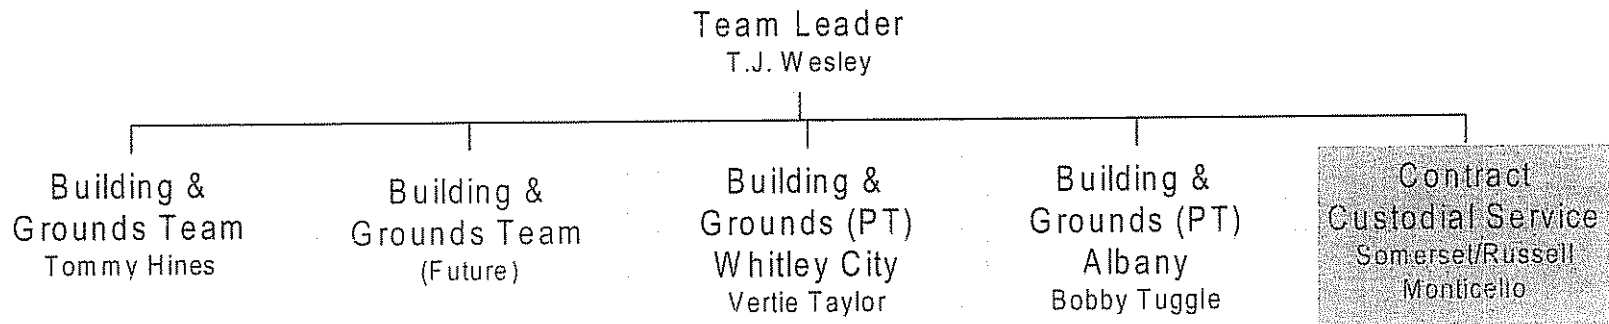 Team Leader
T.J. Wesley
Building &
Grounds Team
Tommy Hines
Building &
Grounds Team
(Future)
Building &
Grounds (PT)
Whitley City
Vertie Taylor
Building &
Grounds (PT)
Albany
Bobby Tuggle
Contract
Custodial Service
Somerset/Russell
Monticello